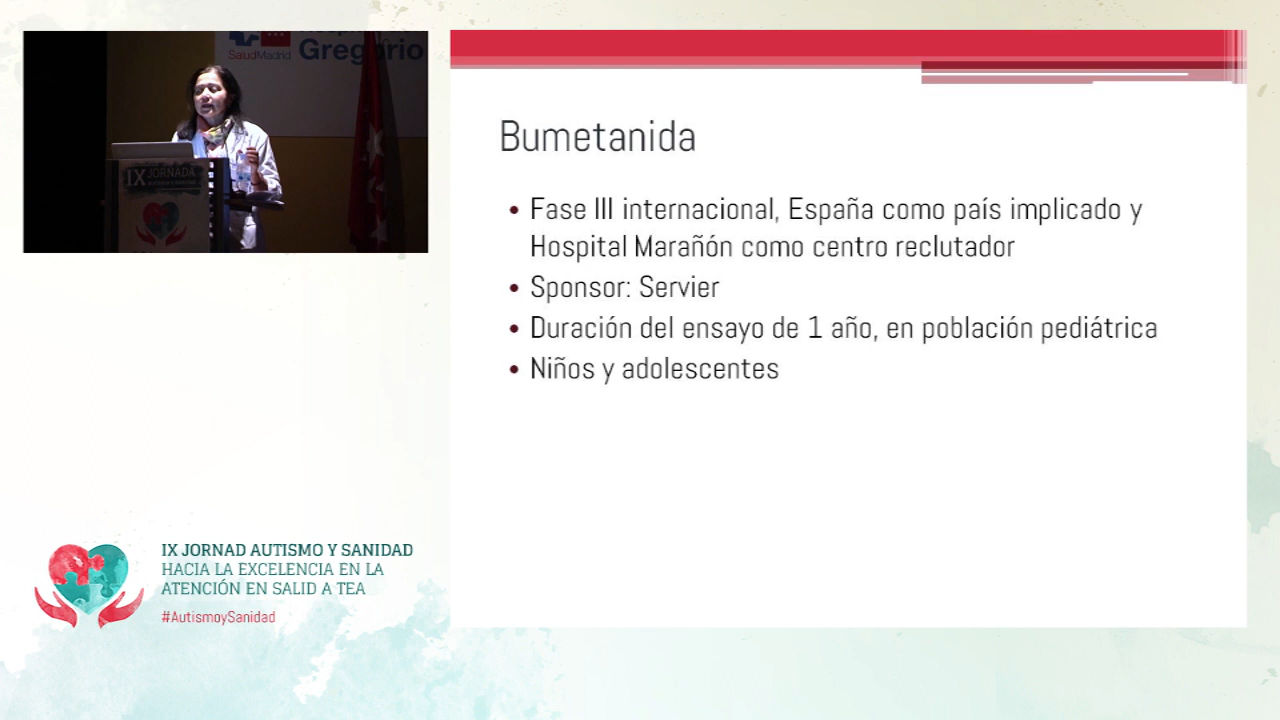 SaludMadrid
Gregorio
IX JORNADA
AUTISMO Y SANIDAD
Bumetanida
• Fase III internacional, España como país implicado y
Hospital Marañón como centro reclutador
• Sponsor: Servier
• Duración del ensayo de 1 año, en población pediátrica
• Niños y adolescentes
IX JORNAD AUTISMO Y SANIDAD
HACIA LA EXCELENCIA EN LA
ATENCIÓN EN SALID A TEA
#AutismoySanidad